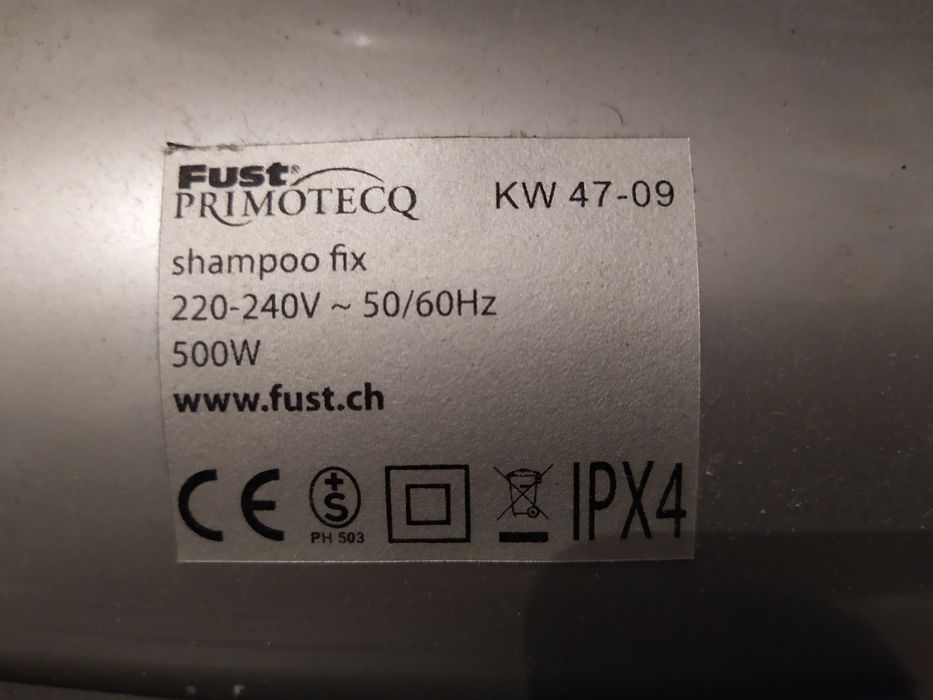 Fust®
PRIMOTECQ
KW 47-09
shampoo fix
220-240V ~ 50/60Hz
500W
www.fust.ch
CE
+S
PH 503
IPX4